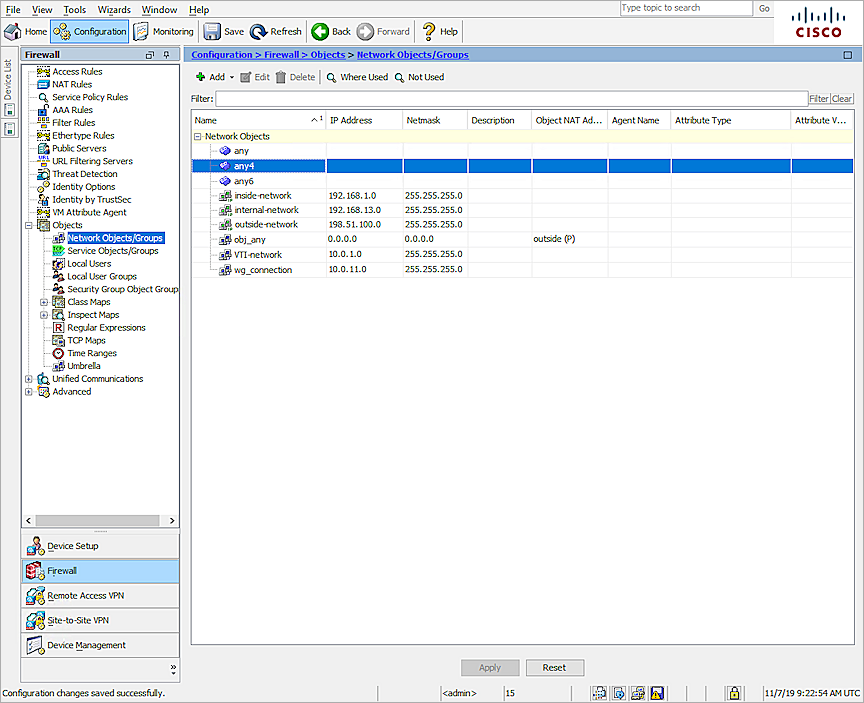 File View Tools Wizards Window Help
Type topic to search Go
Home Configuration Monitoring Save Refresh Back Forward ? Help
CISCO
Device List
Firewall
Access Rules
NAT Rules
Service Policy Rules
AAA Rules
Filter Rules
Ethertype Rules
Public Servers
URL Filtering Servers
Threat Detection
Identity Options
Identity by TrustSec
VM Attribute Agent
Objects
Network Objects/Groups
Service Objects/Groups
Local Users
Local User Groups
Security Group Object Group
Class Maps
Inspect Maps
Regular Expressions
TCP Maps
Time Ranges
Umbrella
Unified Communications
Advanced
Device Setup
Firewall
Remote Access VPN
Site-to-Site VPN
Device Management
Configuration > Firewall > Objects > Network Objects/Groups
Add Edit Delete Where Used Not Used
Filter: Filter Clear
Name 1 IP Address Netmask Description Object NAT Ad... Agent Name Attribute Type Attribute V...
Network Objects
any
any4
any6
inside-network 192.168.1.0 255.255.255.0
internal-network 192.168.13.0 255.255.255.0
outside-network 198.51.100.0 255.255.255.0
obj_any 0.0.0.0 0.0.0.0 outside (P)
VTI-network 10.0.1.0 255.255.255.0
wg_connection 10.0.11.0 255.255.255.0
Apply Reset
Configuration changes saved successfully. <admin> 15 11/7/19 9:22:54 AM UTC